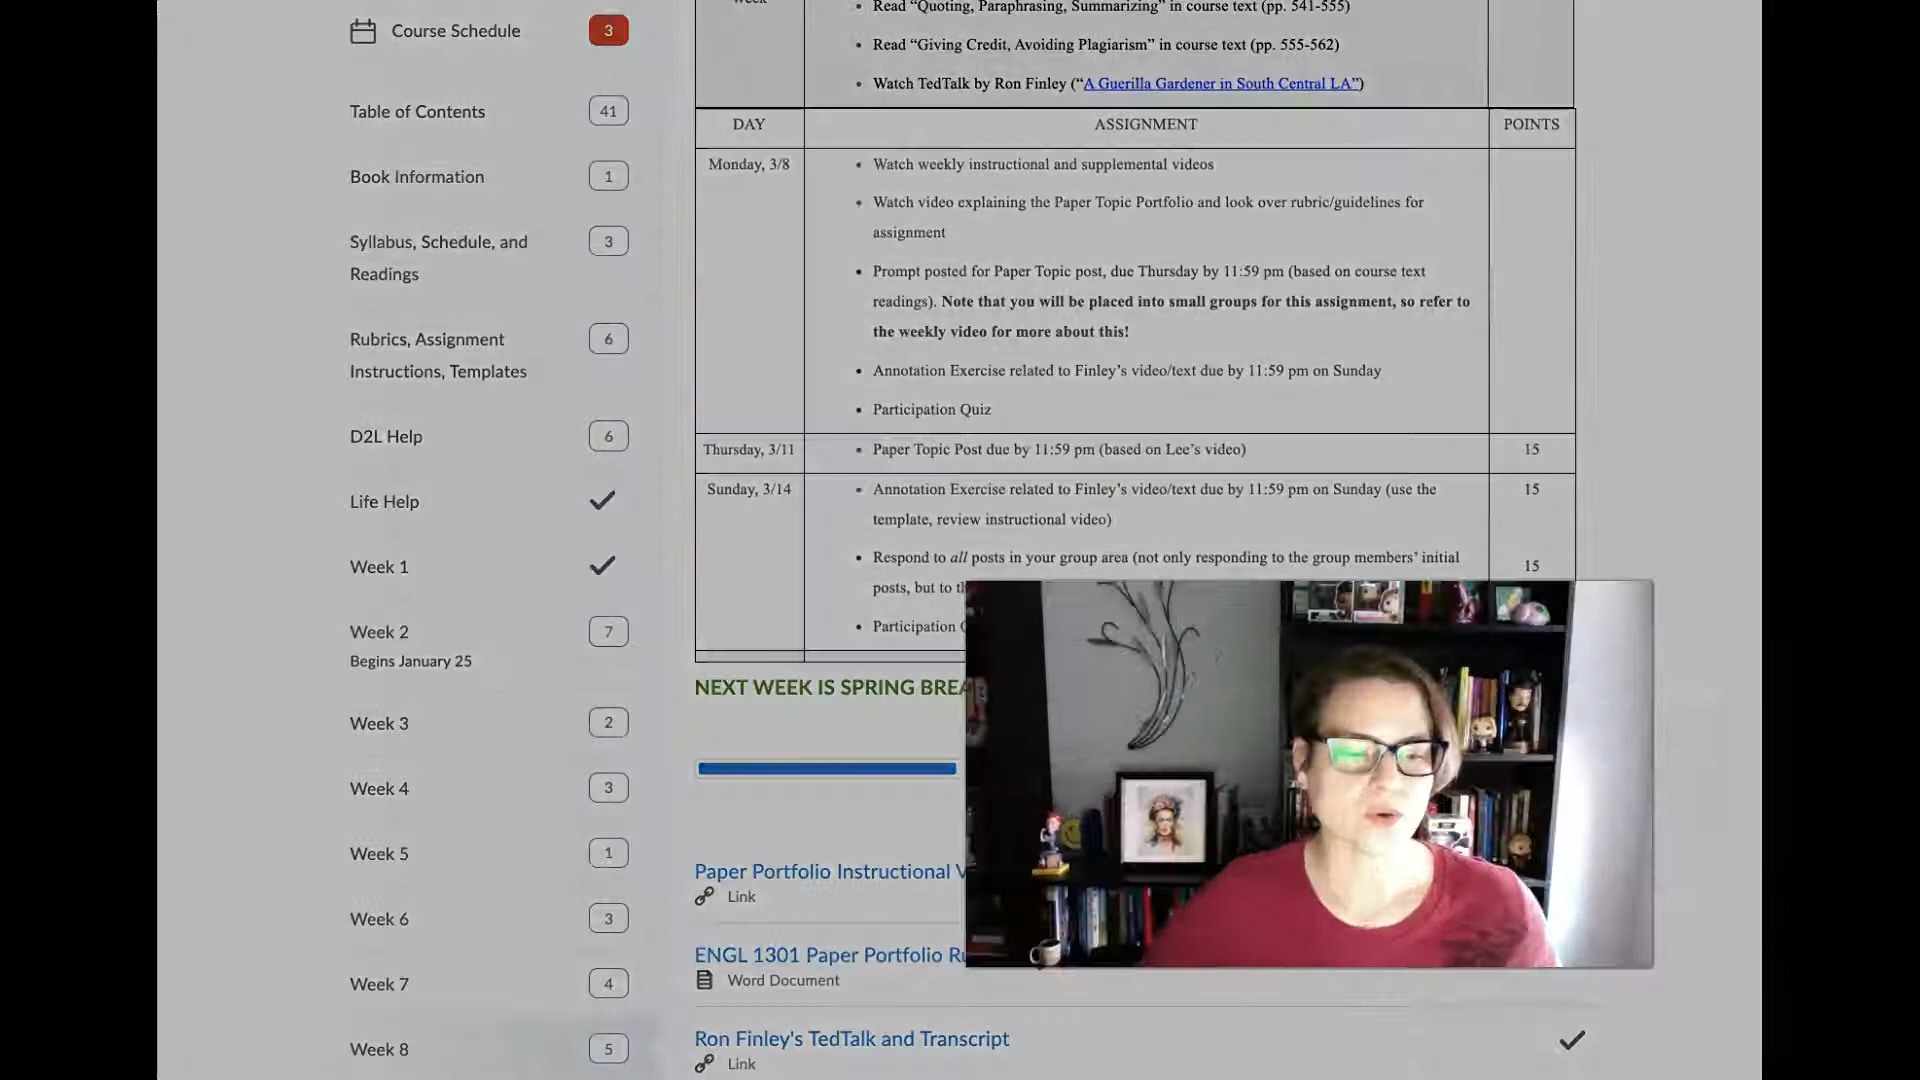 Course Schedule
3
Table of Contents
41
Book Information
1
Syllabus, Schedule, and
Readings
3
Rubrics, Assignment
Instructions, Templates
6
D2L Help
6
Life Help
Week 1
Week 2
Begins January 25
7
Week 3
2
Week 4
3
Week 5
1
Week 6
3
Week 7
4
Week 8
5
• Read “Quoting, Paraphrasing, Summarizing” in course text (pp. 541-555)
• Read “Giving Credit, Avoiding Plagiarism” in course text (pp. 555-562)
• Watch TedTalk by Ron Finley (“A Guerilla Gardener in South Central LA”)
DAY ASSIGNMENT POINTS
Monday, 3/8
• Watch weekly instructional and supplemental videos
• Watch video explaining the Paper Topic Portfolio and look over rubric/guidelines for
assignment
• Prompt posted for Paper Topic post, due Thursday by 11:59 pm (based on course text
readings). Note that you will be placed into small groups for this assignment, so refer to
the weekly video for more about this!
• Annotation Exercise related to Finley’s video/text due by 11:59 pm on Sunday
• Participation Quiz
Thursday, 3/11 • Paper Topic Post due by 11:59 pm (based on Lee’s video) 15
Sunday, 3/14 • Annotation Exercise related to Finley’s video/text due by 11:59 pm on Sunday (use the 15
template, review instructional video)
• Respond to all posts in your group area (not only responding to the group members’ initial 15
posts, but to
• Participation
NEXT WEEK IS SPRING
Paper Portfolio Instructional
Link
ENGL 1301 Paper Portfolio
Word Document
Ron Finley's TedTalk and Transcript
Link